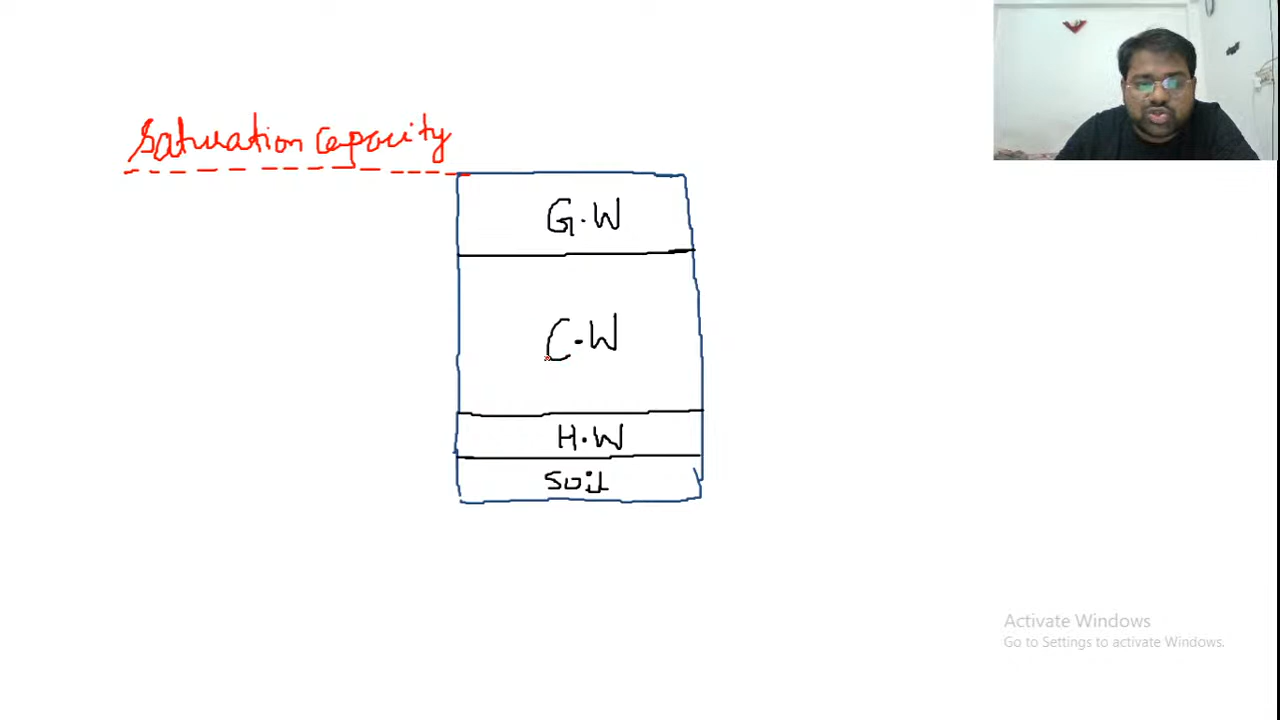 Saturation Capacity
G.W
C.W
H.W
Soil
Activate Windows
Go to Settings to activate Windows.